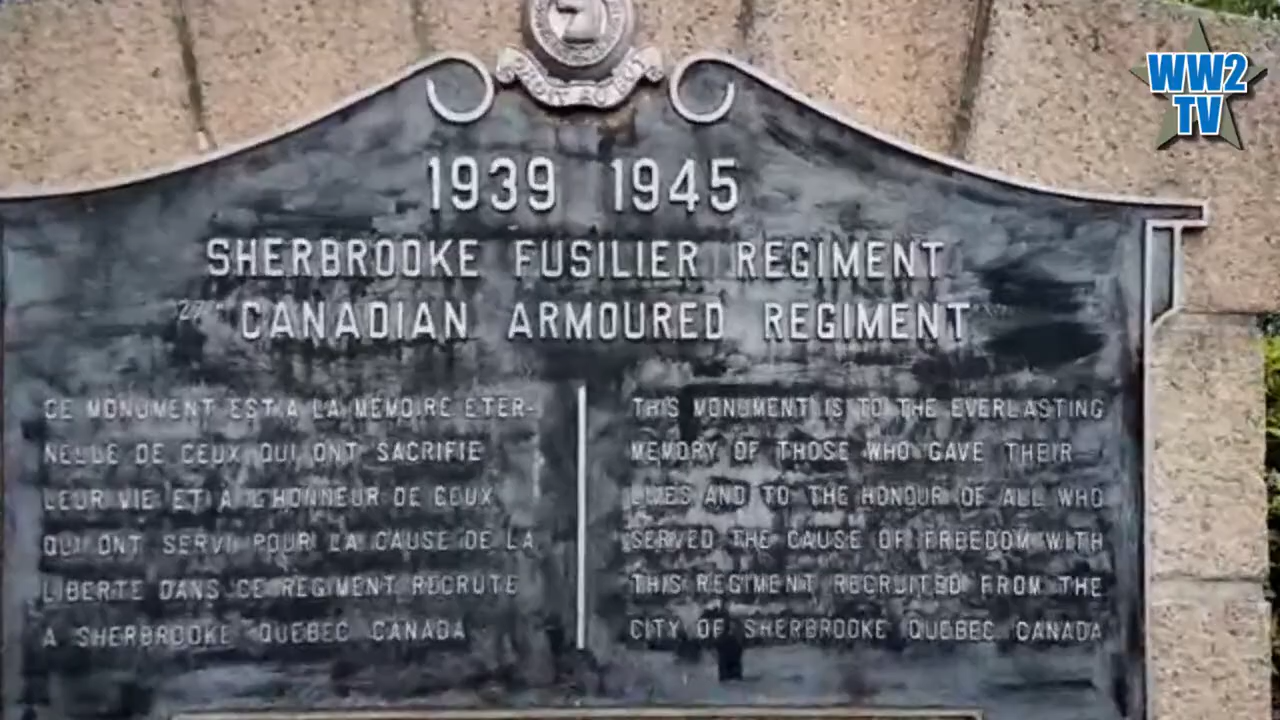 WW2
TV
1939 1945
SHERBROOKE FUSILIER REGIMENT
CANADIAN ARMOURED REGIMENT
CE MONUMENT EST A LA MEMOIRE ETER-
NELLE DE CEUX QUI ONT SACRIFIE
LEUR VIE ET A L'HONNEUR DE CEUX
QUI ONT SERVI POUR LA CAUSE DE LA
LIBERTE DANS CE REGIMENT RECRUTE
A SHERBROOKE QUEBEC CANADA
THIS MONUMENT IS TO THE EVERLASTING
MEMORY OF THOSE WHO GAVE THEIR
LIVES AND TO THE HONOUR OF ALL WHO
SERVED THE CAUSE OF FREEDOM WITH
THIS REGIMENT RECRUITED FROM THE
CITY OF SHERBROOKE QUEBEC CANADA